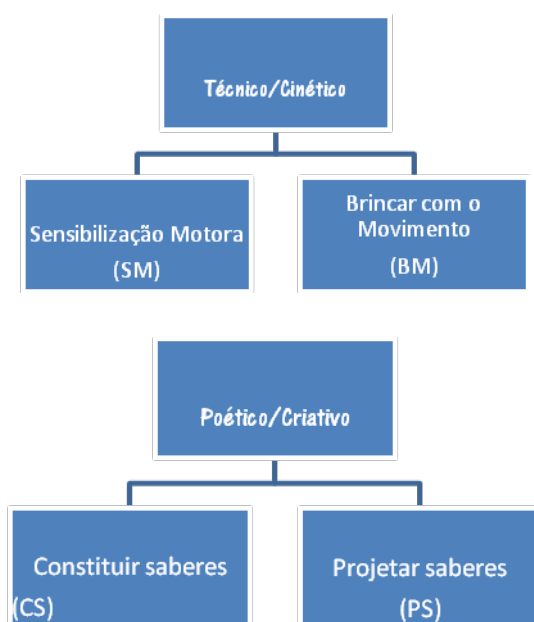 Técnico/Cinético
Sensibilização Motora
(SM)
Brincar com o
Movimento
(BM)
Poético/Criativo
Constituir saberes
(CS)
Projetar saberes
(PS)